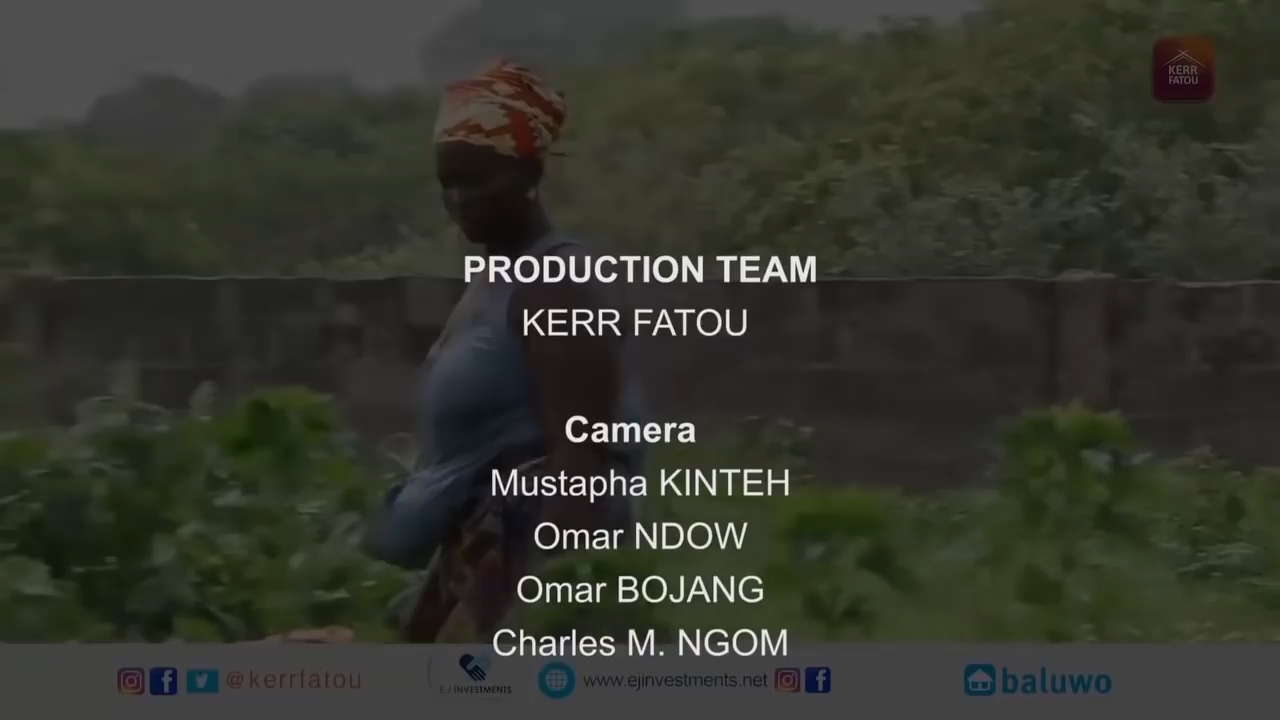 KERR
FATOU
PRODUCTION TEAM
KERR FATOU
Camera
Mustapha KINTEH
Omar NDOW
Omar BOJANG
Charles M. NGOM
@kerrfatou
E.J INVESTMENTS
www.ejinvestments.net
baluwo